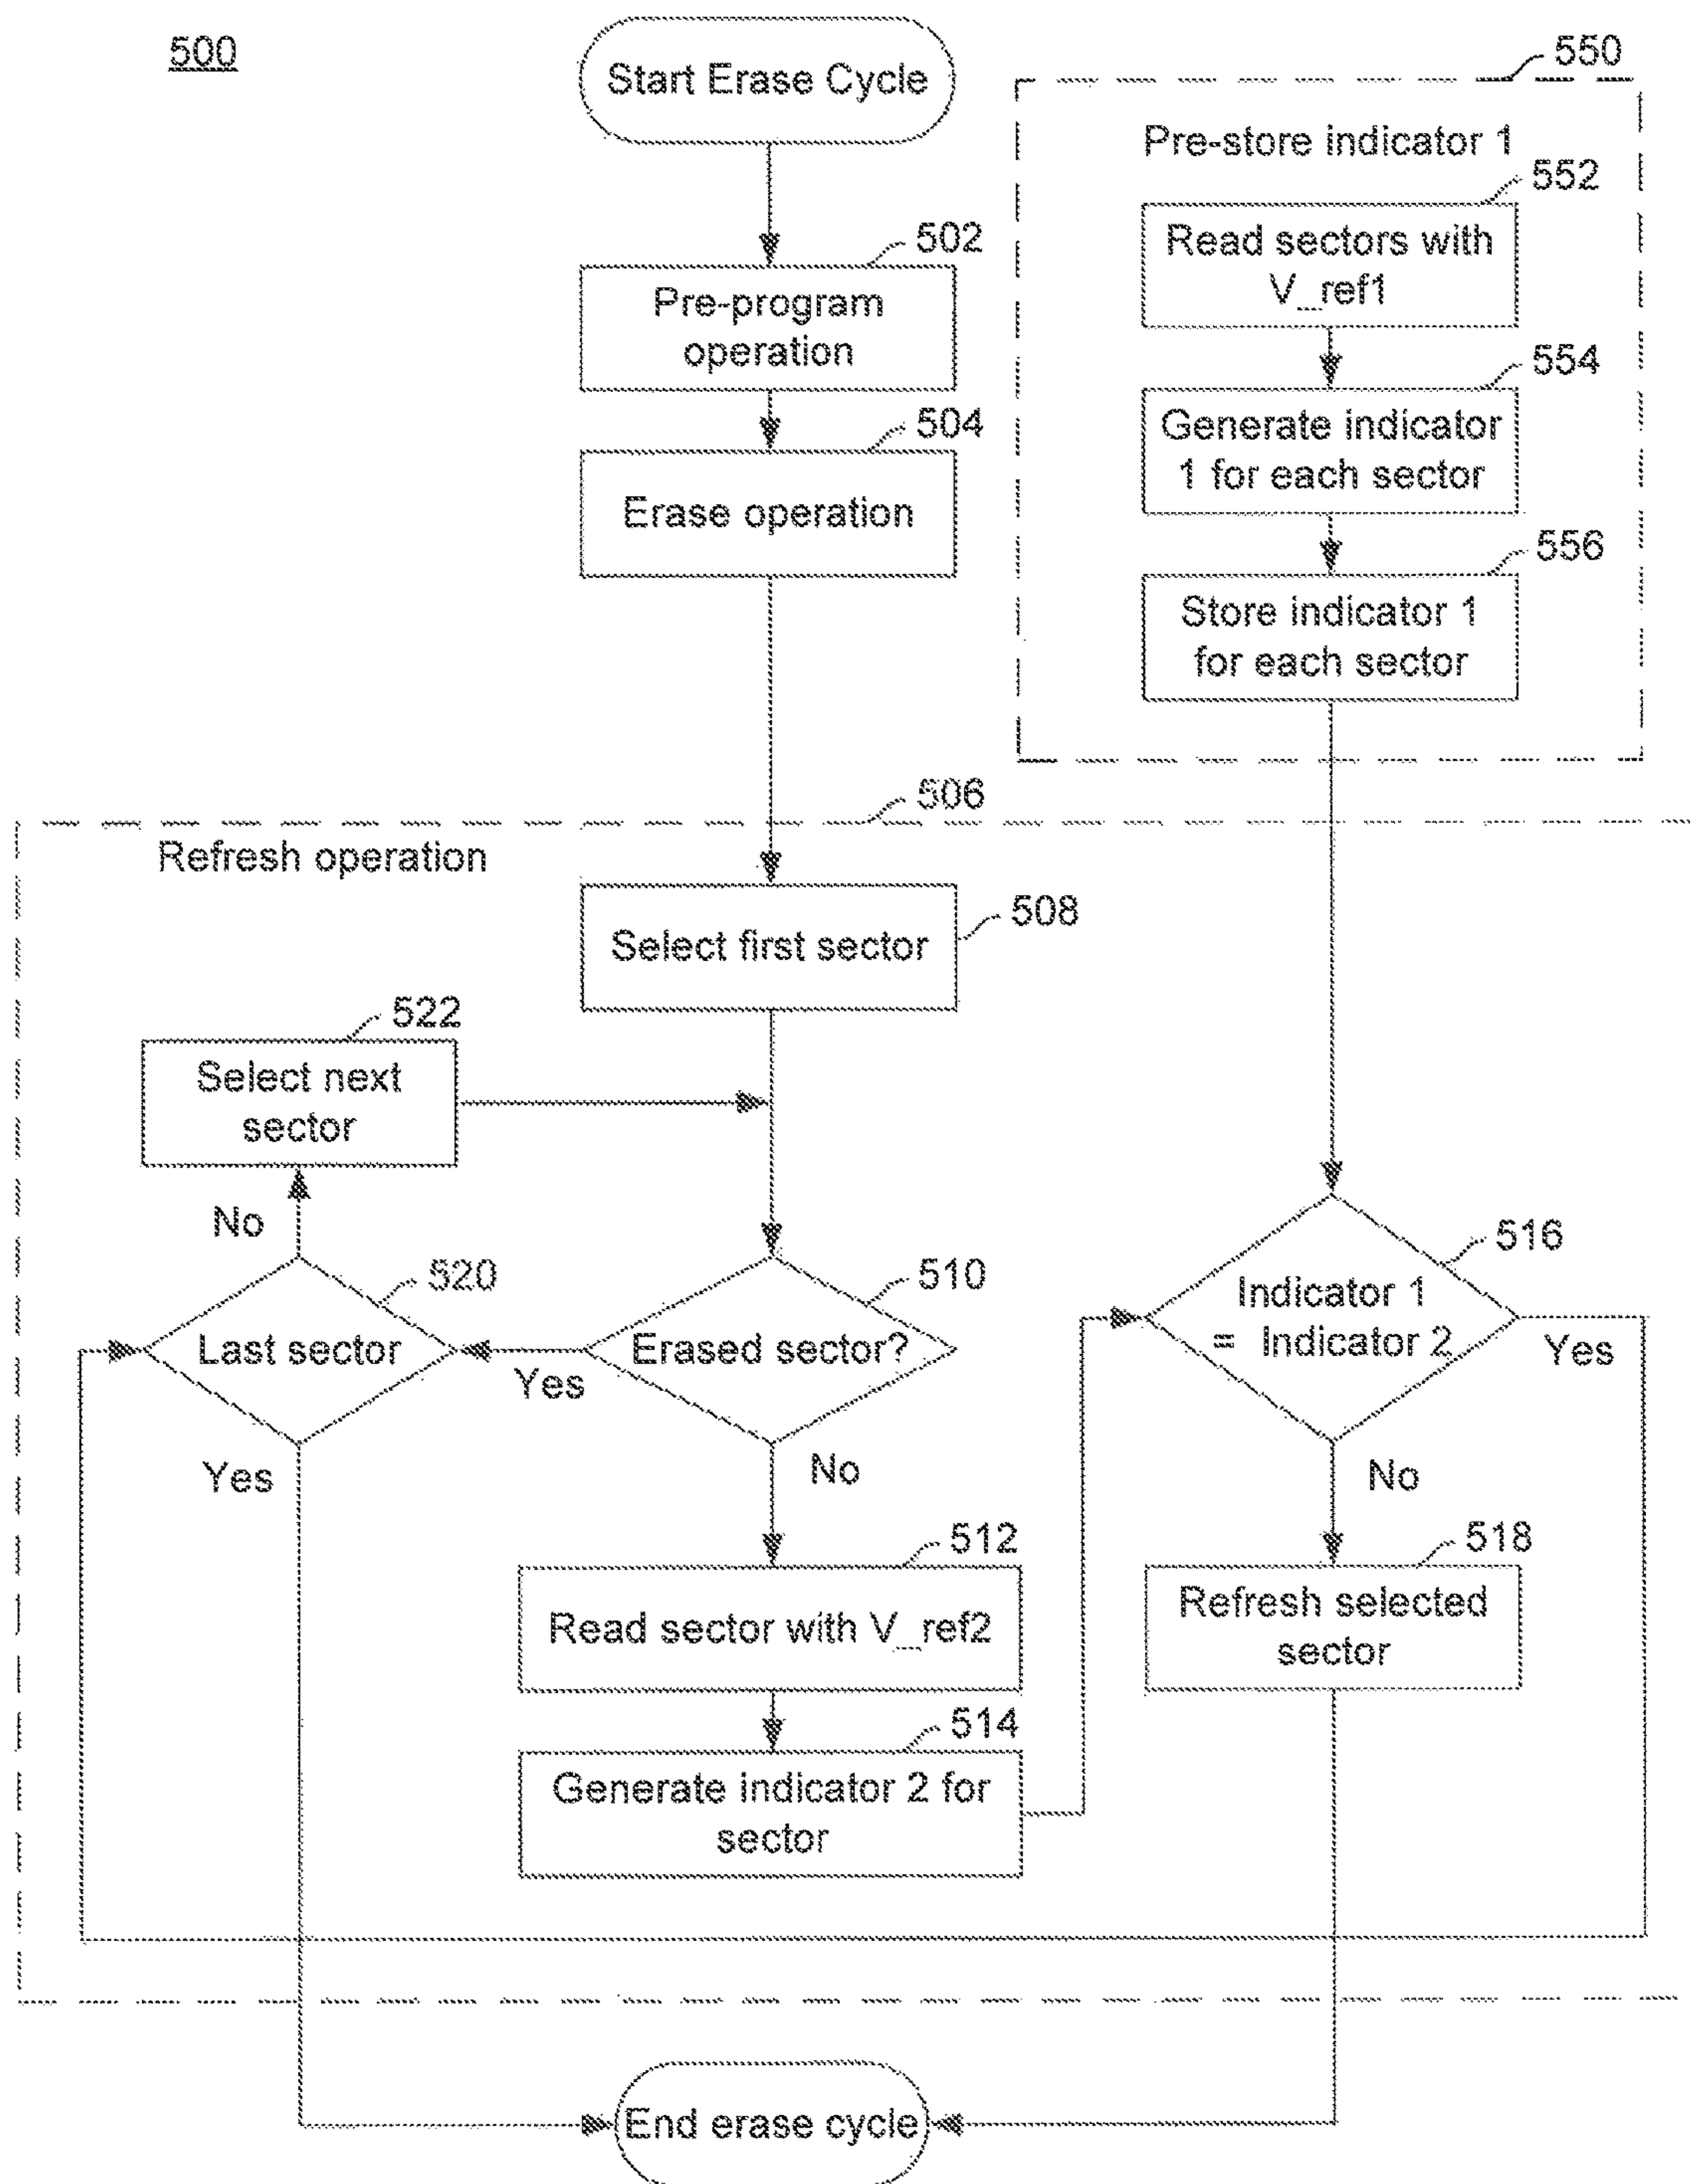 500
Start Erase Cycle
550
Pre-store indicator 1
552
Read sectors with
V_ref1
502
Pre-program
operation
554
Generate indicator
1 for each sector
504
Erase operation
556
Store indicator 1
for each sector
506
Refresh operation
508
Select first sector
522
Select next
sector
No
520
Last sector
Yes
510
Erased sector?
Yes
No
516
Indicator 1
= Indicator 2
Yes
No
512
Read sector with V_ref2
518
Refresh selected
sector
514
Generate indicator 2 for
sector
End erase cycle